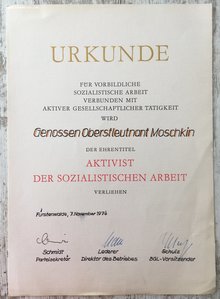 URKUNDE
FÜR VORBILDLICHE
SOZIALISTISCHE ARBEIT
VERBUNDEN MIT
AKTIVER GESELLSCHAFTLICHER TÄTIGKEIT
WIRD
Genossen Oberstleutnant Moschkin
DER EHRENTITEL
AKTIVIST
DER SOZIALISTISCHEN ARBEIT
VERLIEHEN
Fürstenwalde, 7. November 1974
Schmidt Lederer Schulz
Parteisekretär Direktor des Betriebes BGL-Vorsitzender